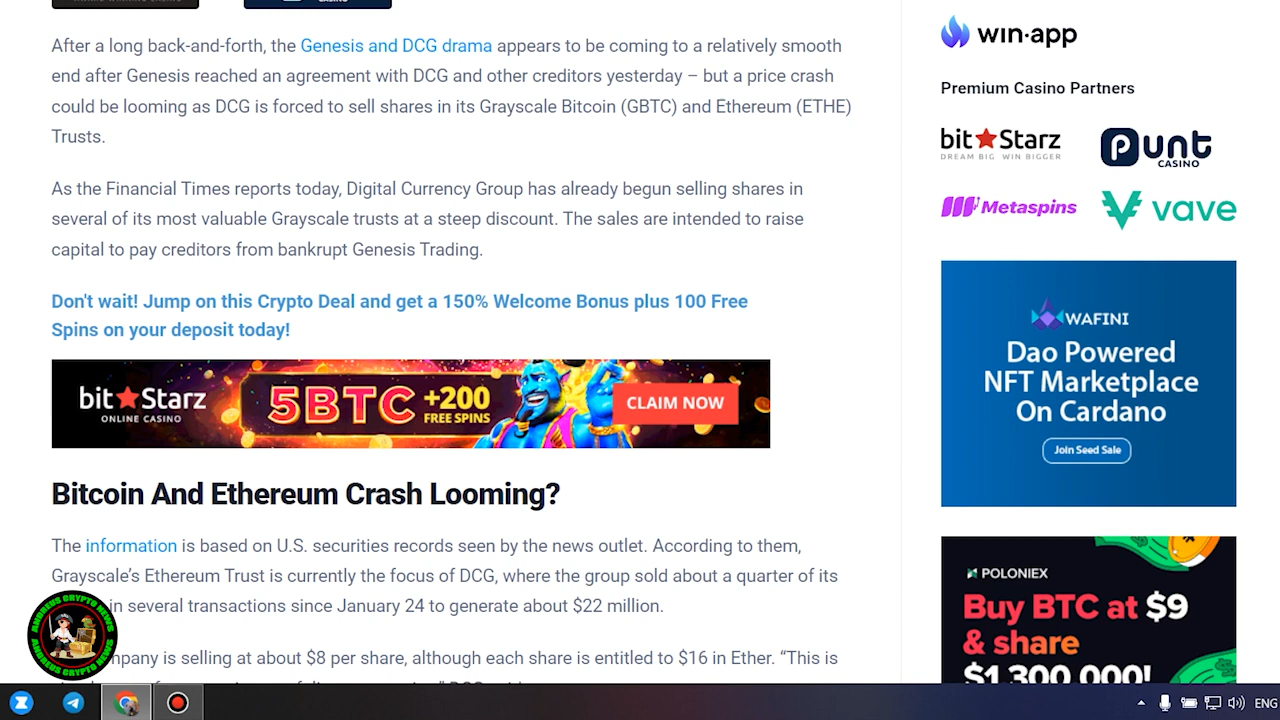 After a long back-and-forth, the Genesis and DCG drama appears to be coming to a relatively smooth
end after Genesis reached an agreement with DCG and other creditors yesterday – but a price crash
could be looming as DCG is forced to sell shares in its Grayscale Bitcoin (GBTC) and Ethereum (ETHE)
Trusts.
As the Financial Times reports today, Digital Currency Group has already begun selling shares in
several of its most valuable Grayscale trusts at a steep discount. The sales are intended to raise
capital to pay creditors from bankrupt Genesis Trading.
Don't wait! Jump on this Crypto Deal and get a 150% Welcome Bonus plus 100 Free
Spins on your deposit today!
bitStarz
ONLINE CASINO
5BTC
+200
FREE SPINS
CLAIM NOW
Bitcoin And Ethereum Crash Looming?
The information is based on U.S. securities records seen by the news outlet. According to them,
Grayscale's Ethereum Trust is currently the focus of DCG, where the group sold about a quarter of its
in several transactions since January 24 to generate about $22 million.
is selling at about $8 per share, although each share is entitled to $16 in Ether. “This is
ANDREUS CRYPTO NEWS
ANDREUS CRYPTO NEWS
win·app
Premium Casino Partners
bitStarz
DREAM BIG WIN BIGGER
Punt
CASINO
Metaspins
vave
WAFINI
Dao Powered
NFT Marketplace
On Cardano
Join Seed Sale
POLONIEX
Buy BTC at $9
& share
$1,300,000!
ENG